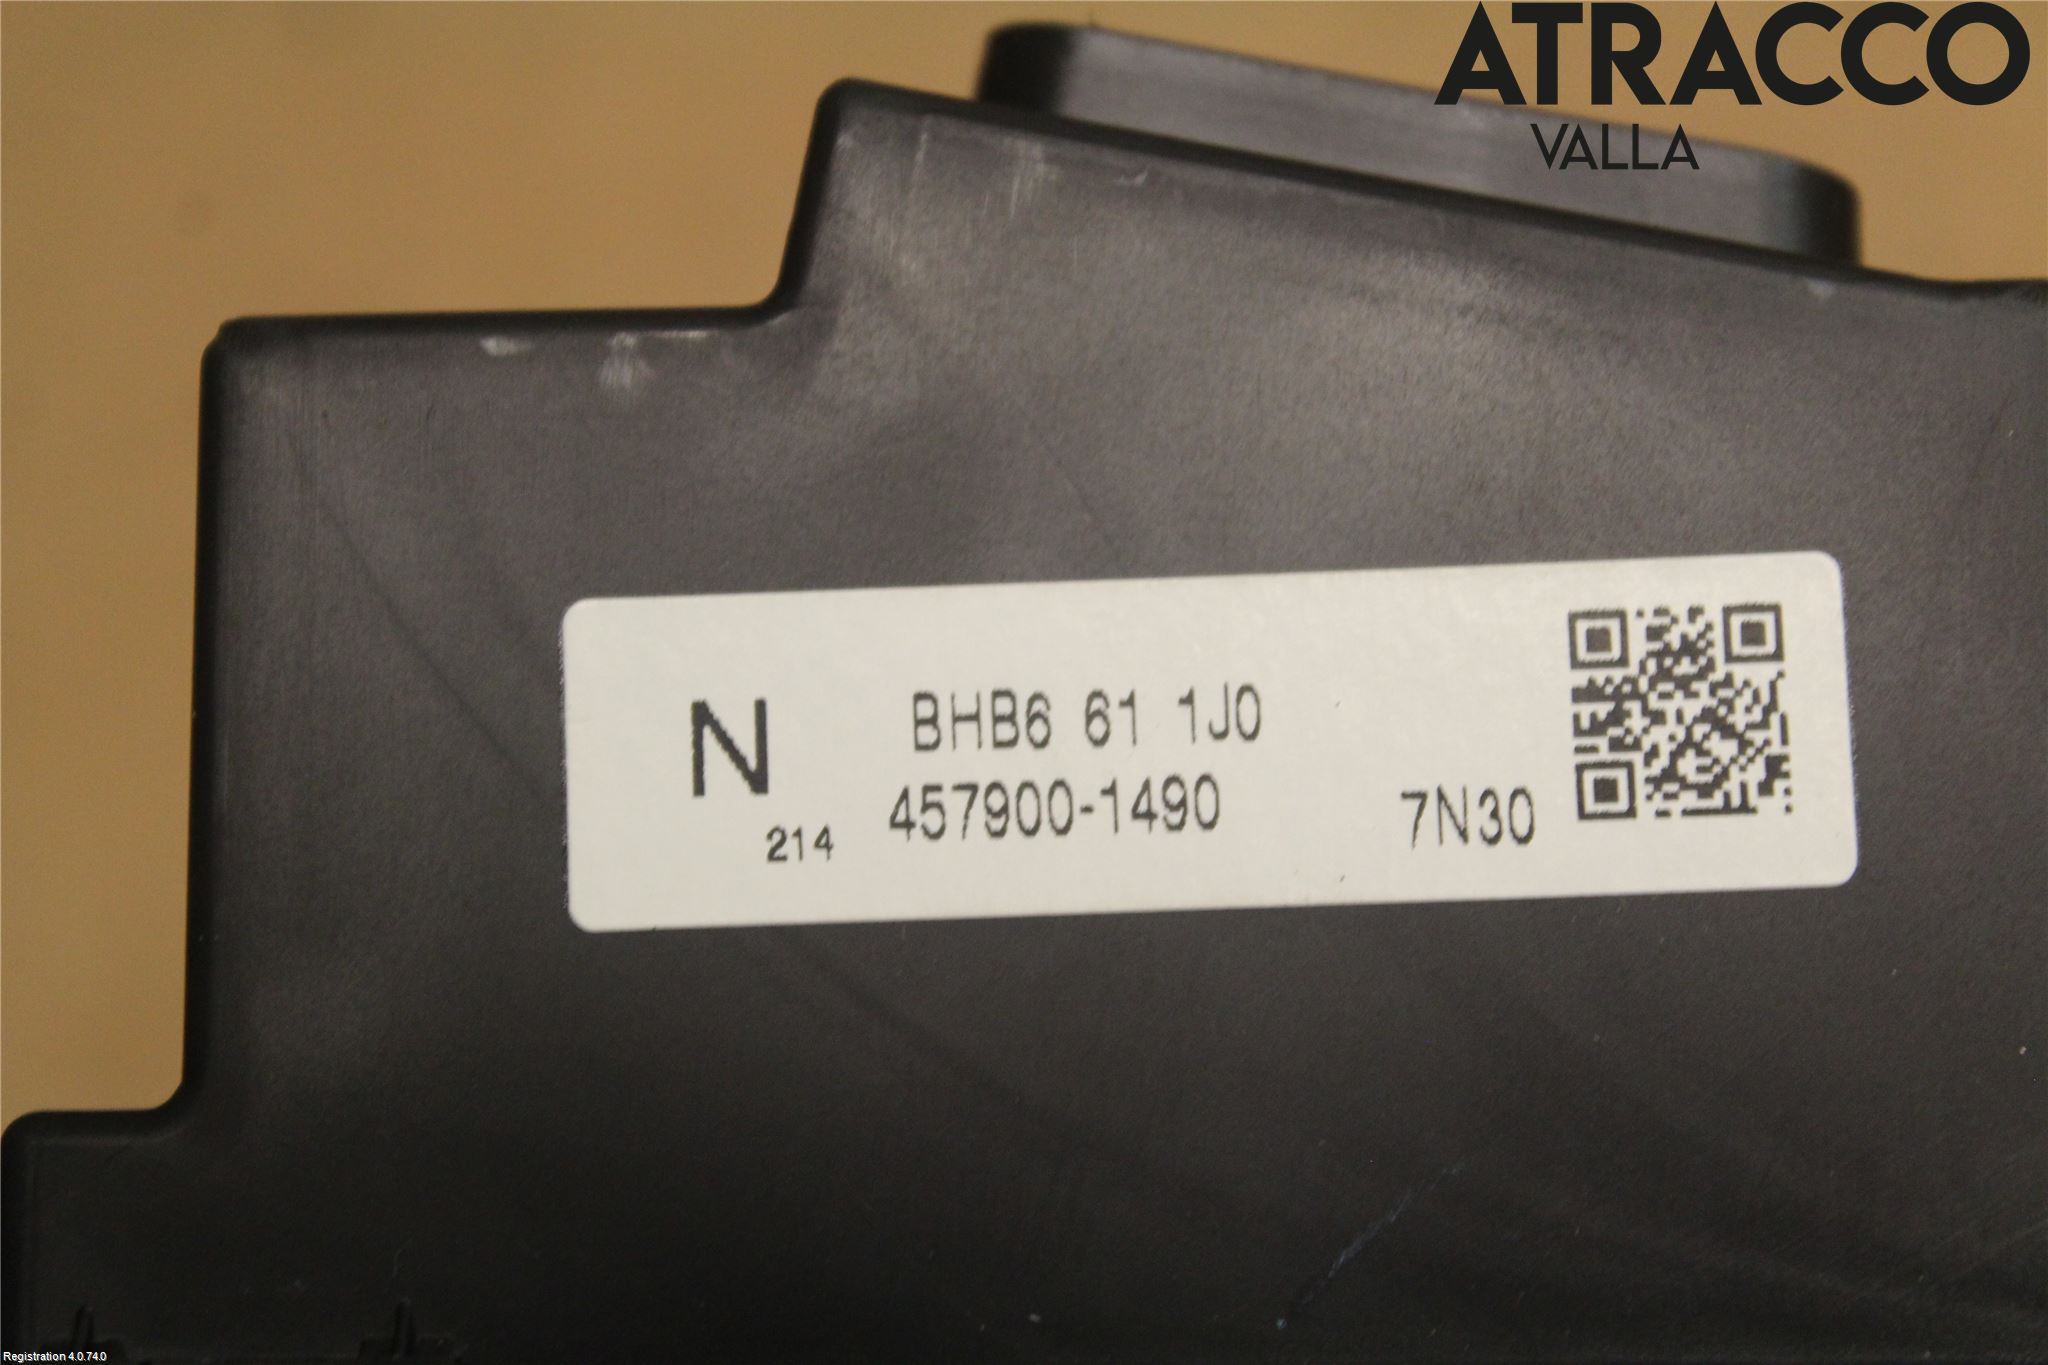 ATRACCO
VALLA
N BHB6 61 1J0
214 457900-1490 7N30
Registration 4.0.74.0